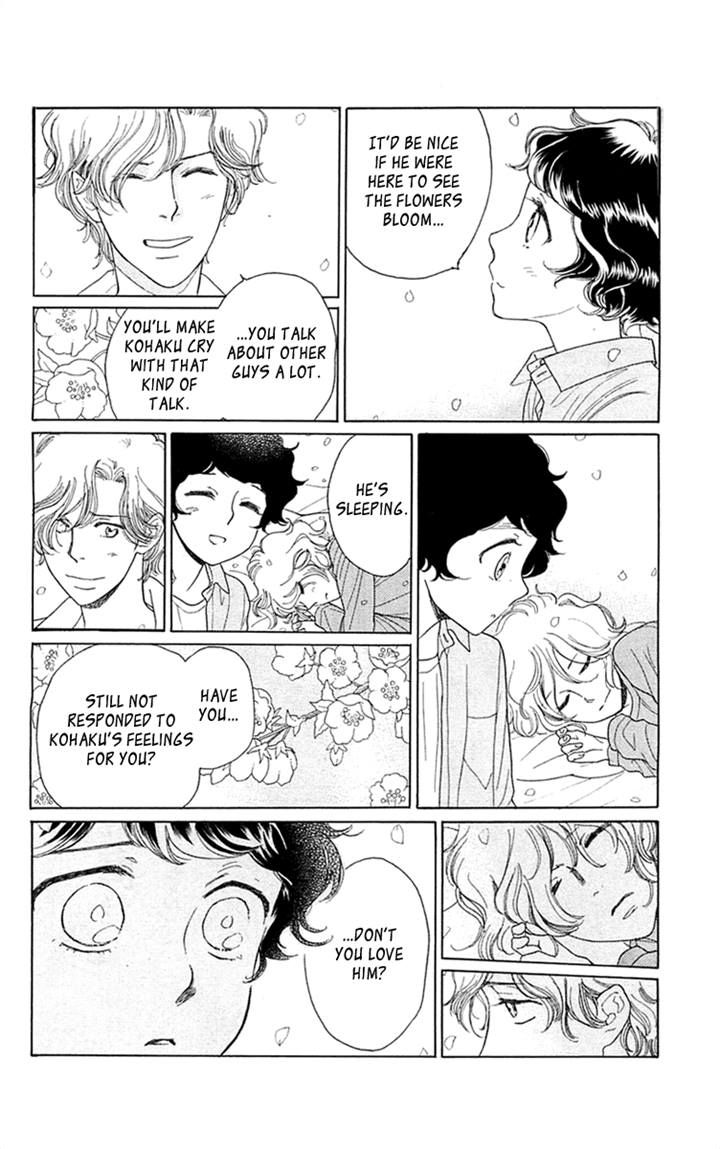 IT'D BE NICE
IF HE WERE
HERE TO SEE
THE FLOWERS
BLOOM...
...YOU TALK
ABOUT OTHER
GUYS A LOT.
YOU'LL MAKE
KOHAKU CRY
WITH THAT
KIND OF
TALK.
HE'S
SLEEPING.
HAVE
YOU...
STILL NOT
RESPONDED TO
KOHAKU'S FEELINGS
FOR YOU?
...DON'T
YOU LOVE
HIM?